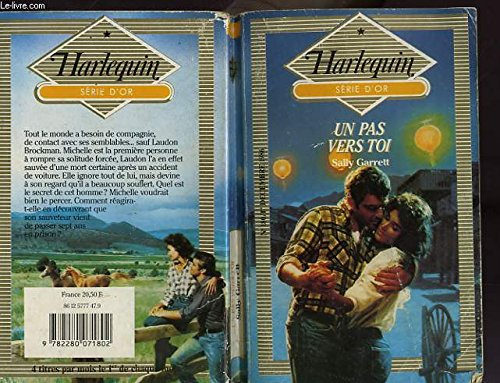 Le-livre.com
Harlequin
SÉRIE D'OR
Tout le monde a besoin de compagnie,
de contact avec ses semblables... sauf Laudon
Brockman. Michelle est la première personne
à rompre sa solitude forcée, Laudon l'a en effet
sauvée d'une mort certaine après un accident
de voiture. Elle ignore tout de lui, mais devine
à son regard qu'il a beaucoup souffert. Quel est
le secret de cet homme ? Michelle voudrait
bien le percer. Comment réagira-
t-elle en découvrant que
son sauveteur vient
de passer sept ans
en prison ?
France 20,50 F
86 12 5777 47.9
9 782280 071802
4 titres par mois le 1er de chaque
Sally Garrett
Harlequin
SÉRIE D'OR
UN PAS
VERS TOI
Sally Garrett